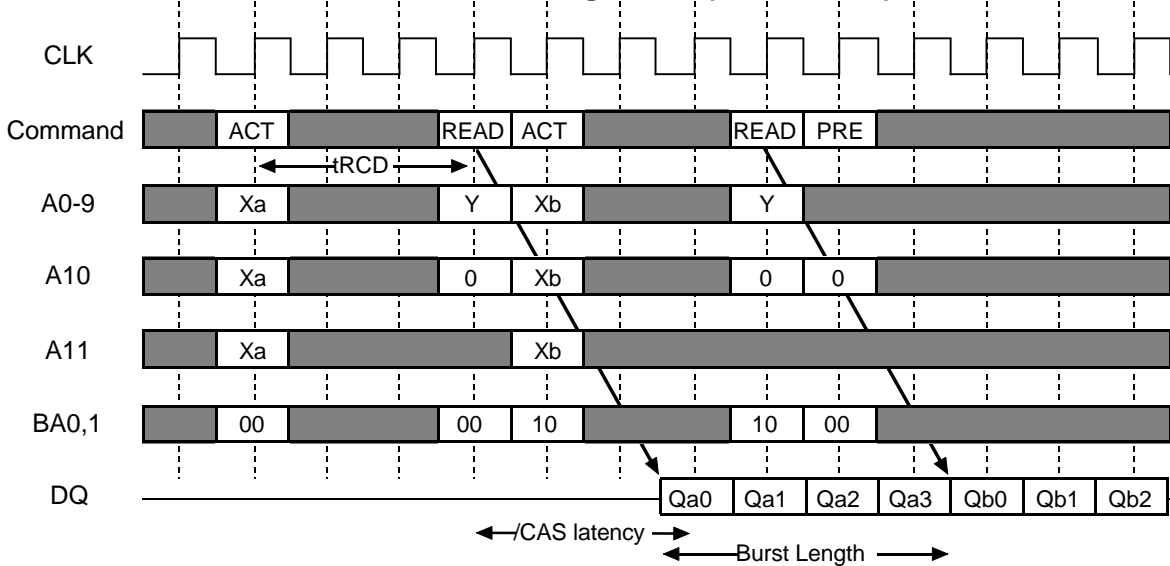 CLK
Command ACT READ ACT READ PRE
tRCD
A0-9 Xa Y Xb Y
A10 Xa 0 Xb 0 0
A11 Xa Xb
BA0,1 00 00 10 10 00
DQ Qa0 Qa1 Qa2 Qa3 Qb0 Qb1 Qb2
/CAS latency
Burst Length